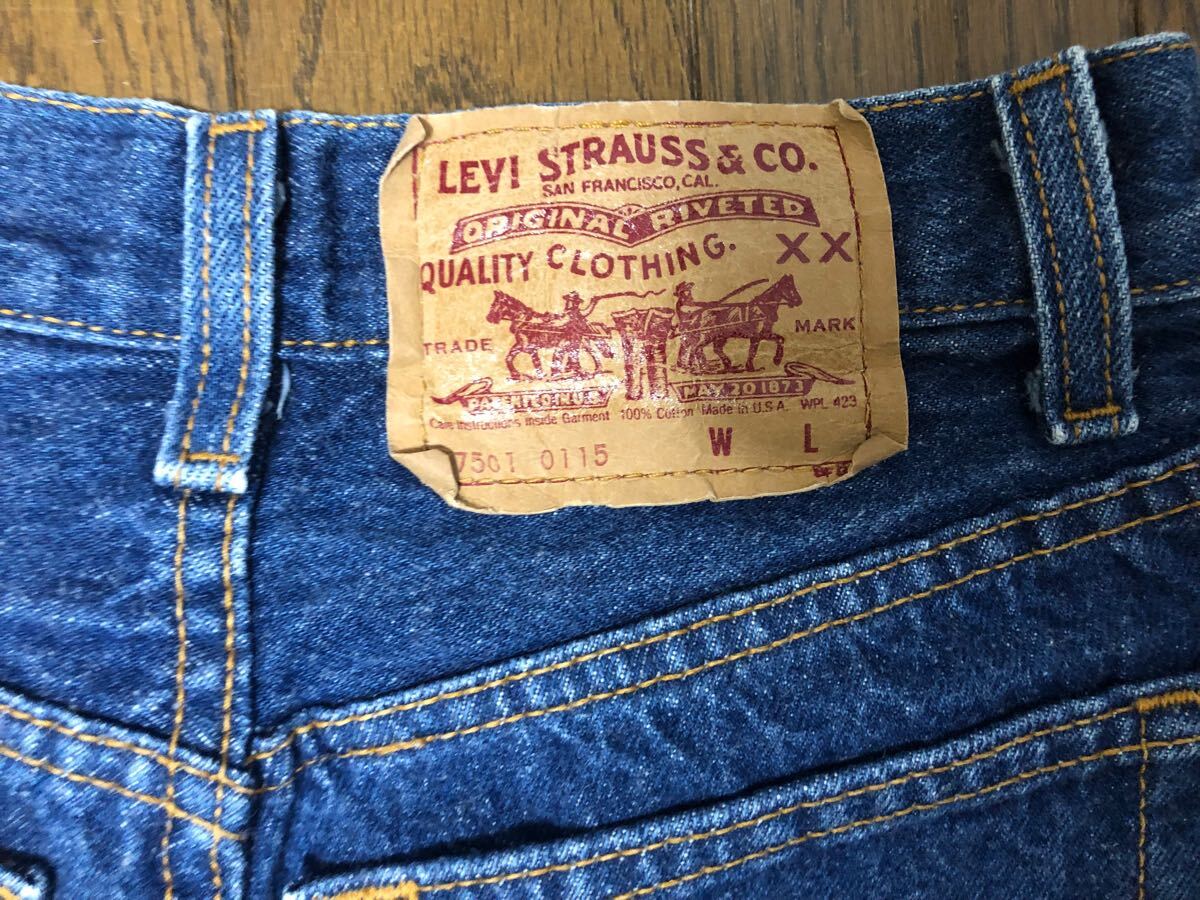 LEVI STRAUSS & CO.
SAN FRANCISCO, CAL.
ORIGINAL RIVETED
QUALITY CLOTHING. XX
TRADE MARK
MAY 20 1873
Care Instructions Inside Garment 100% Cotton Made in U.S.A. WPL 423
W L
7501 0115